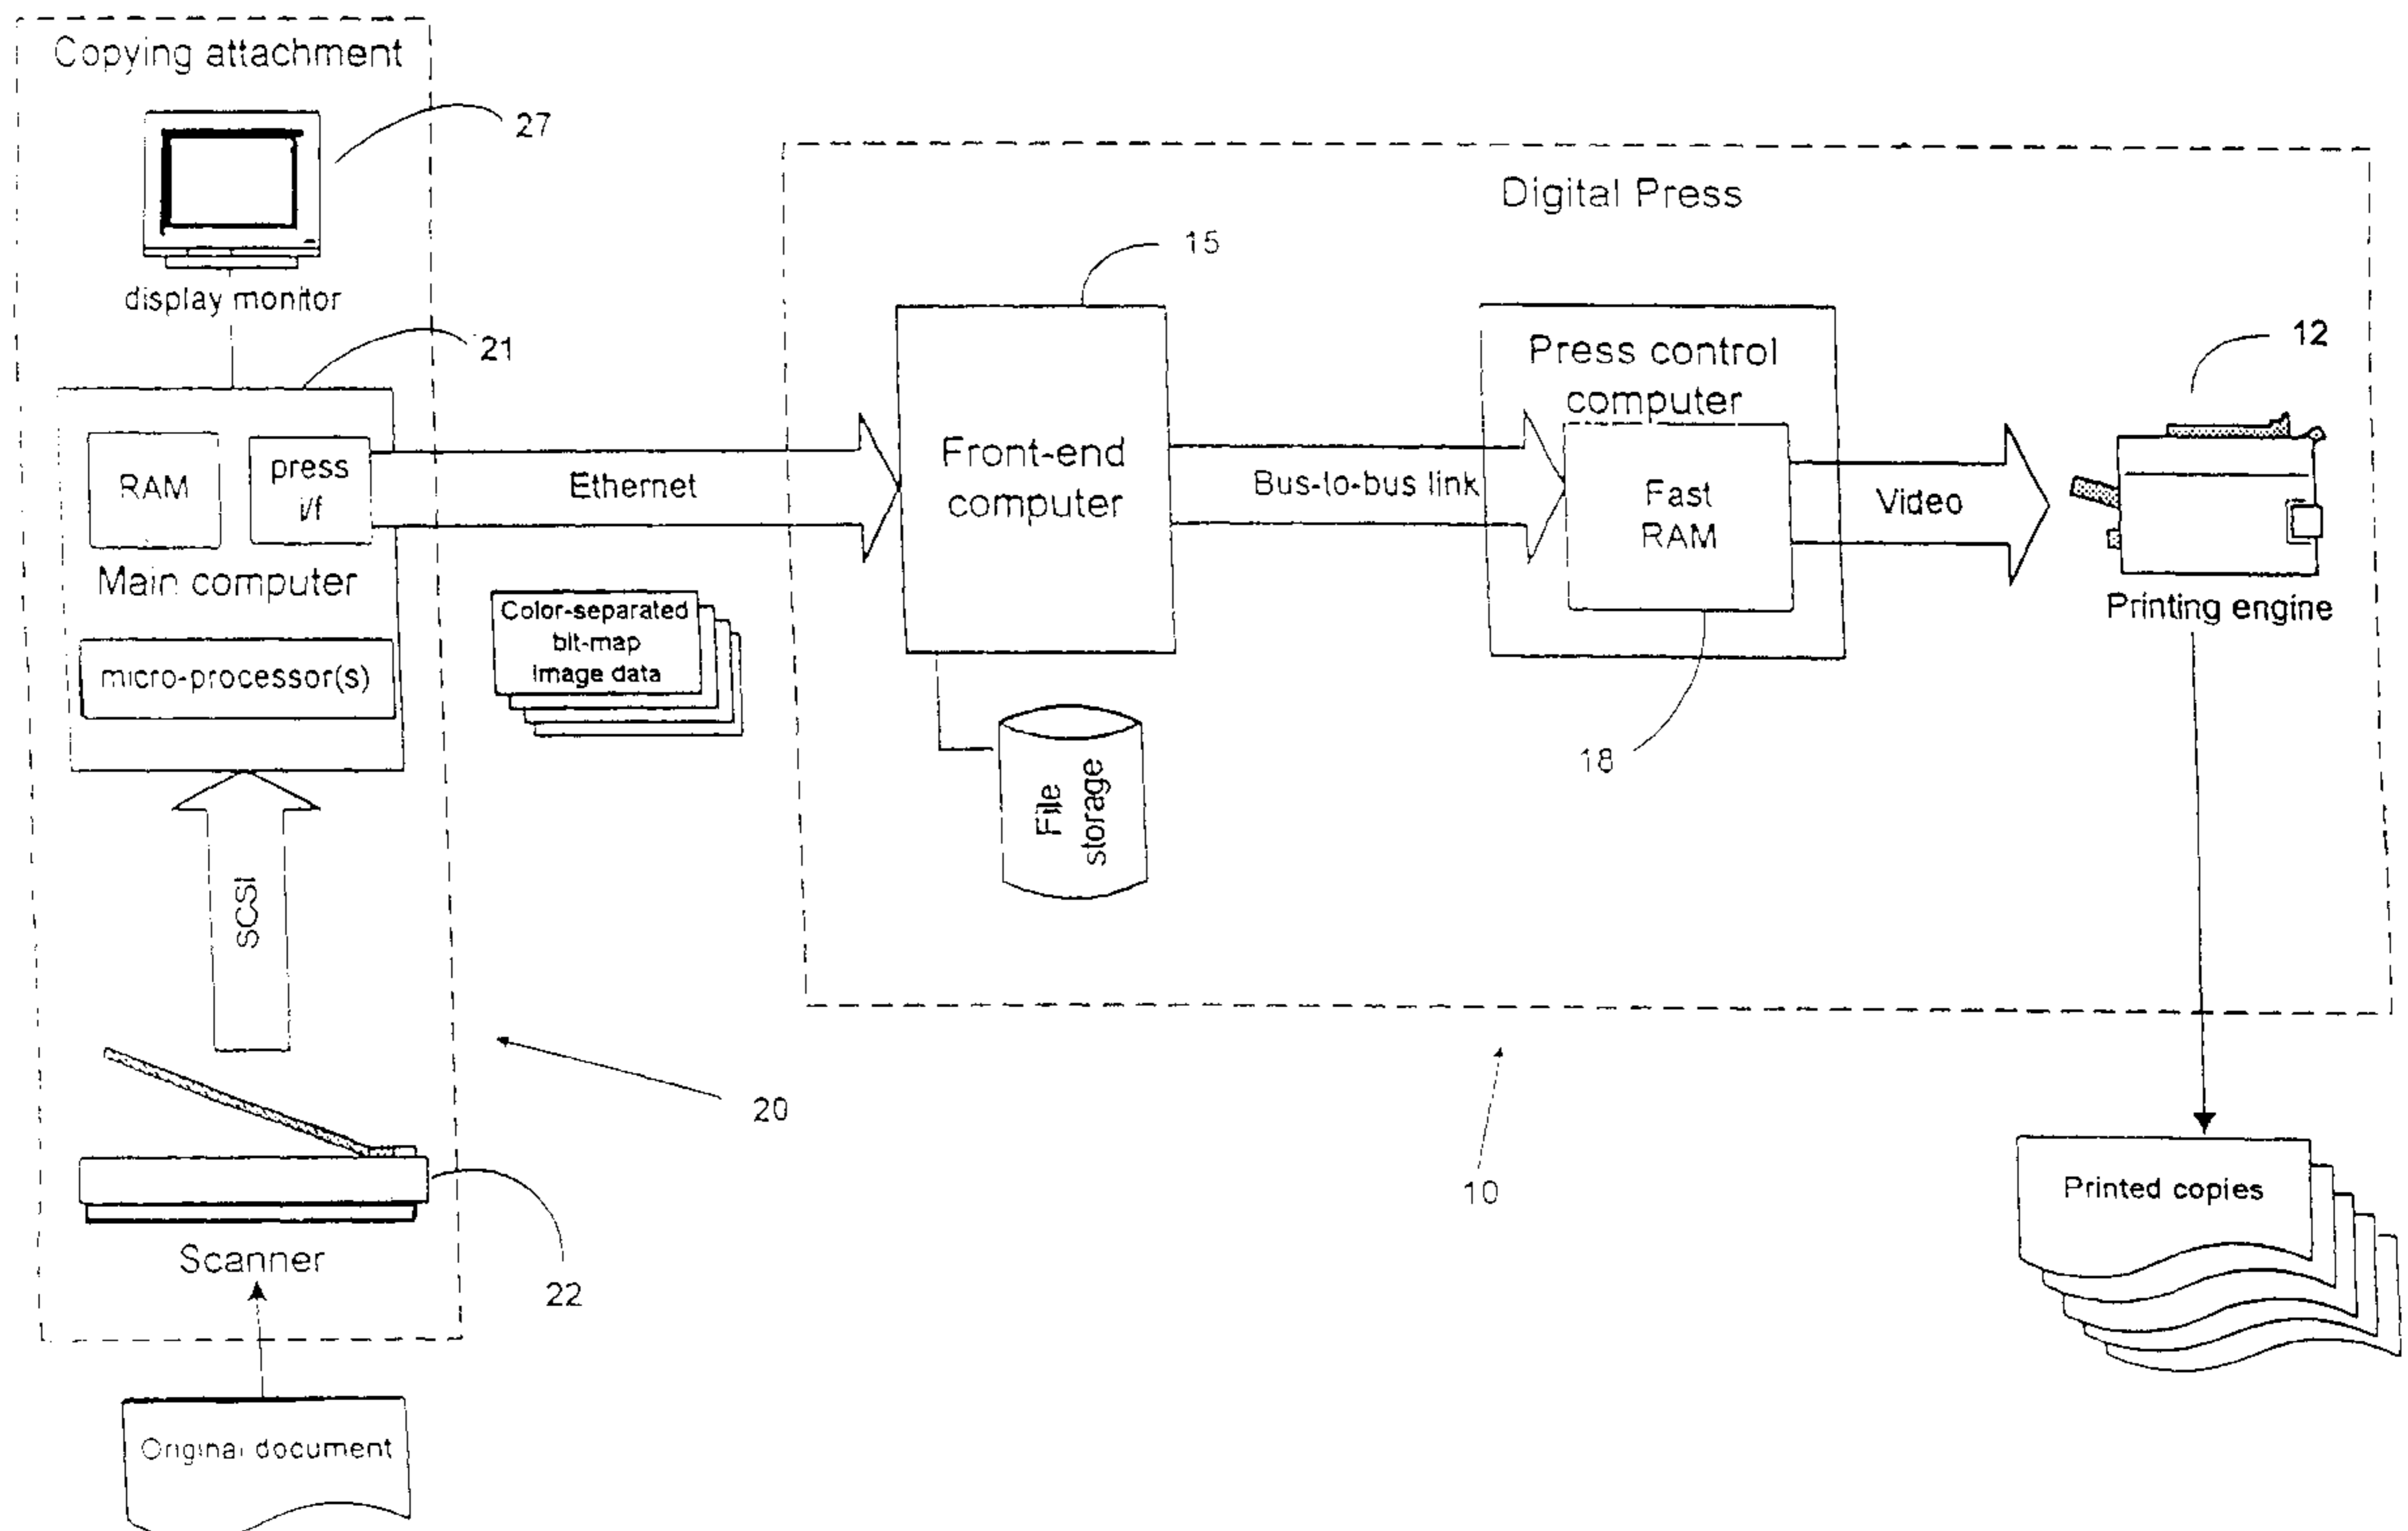 Copying attachment
27
display monitor
21
RAM
press
i/f
Main computer
micro-processor(s)
SCSI
Scanner
22
20
Original document
Ethernet
Color-separated
bit-map
image data
Digital Press
15
Front-end
computer
File
storage
Bus-to-bus link
Press control
computer
Fast
RAM
18
Video
12
Printing engine
10
Printed copies